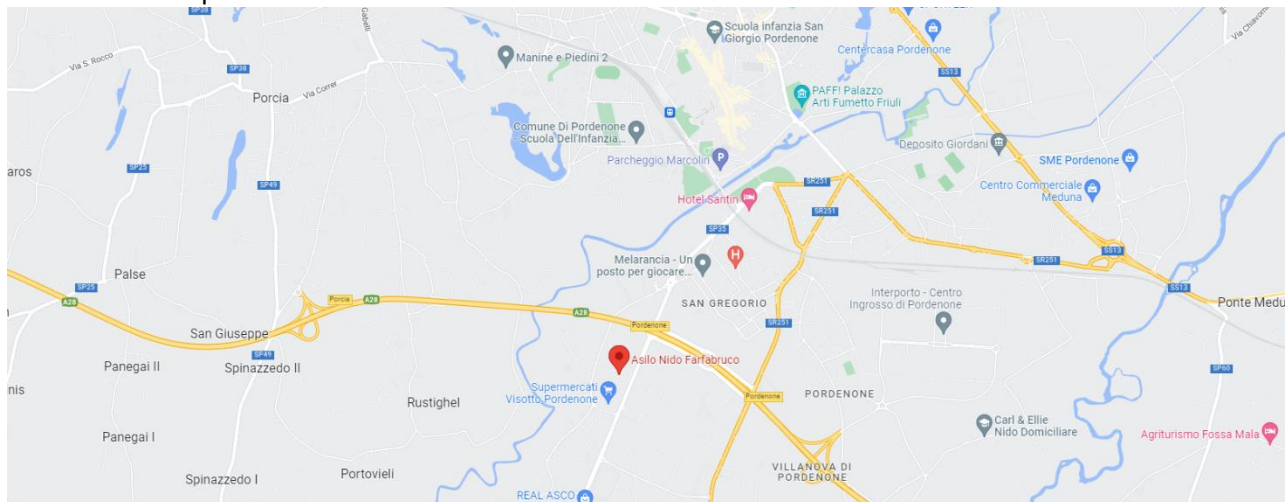 SP38
Gabelli
Scuola infanzia San
Giorgio Pordenone
Centercasa Pordenone
SS13
Via Chiavorna
Manine e Piedini 2
Via S. Rocco
SP38
Via Correr
Porcia
PAFF! Palazzo
Arti Fumetto Friuli
Comune Di Pordenone
- Scuola Dell'Infanzia...
Deposito Giordani
SME Pordenone
Parcheggio Marcolin
P
aros
SP25
SP49
SR251
Centro Commerciale
Meduna
Hotel Santin
SR251
SP35
SS13
Melarancia - Un
posto per giocare...
H
SR251
Palse
SP25
A28
Porcia
A28
SAN GREGORIO
Interporto - Centro
Ingrosso di Pordenone
SS13
Ponte Medu
A28
Pordenone
SR251
San Giuseppe
SP49
Spinazzedo II
Panegai II
Asilo Nido Farfabruco
SP60
nis
Supermercati
Visotto Pordenone
Pordenone
PORDENONE
Rustighel
Carl & Ellie
Nido Domiciliare
Agriturismo Fossa Mala
Panegai I
Portovieli
VILLANOVA DI
PORDENONE
Spinazzedo I
REAL ASCO